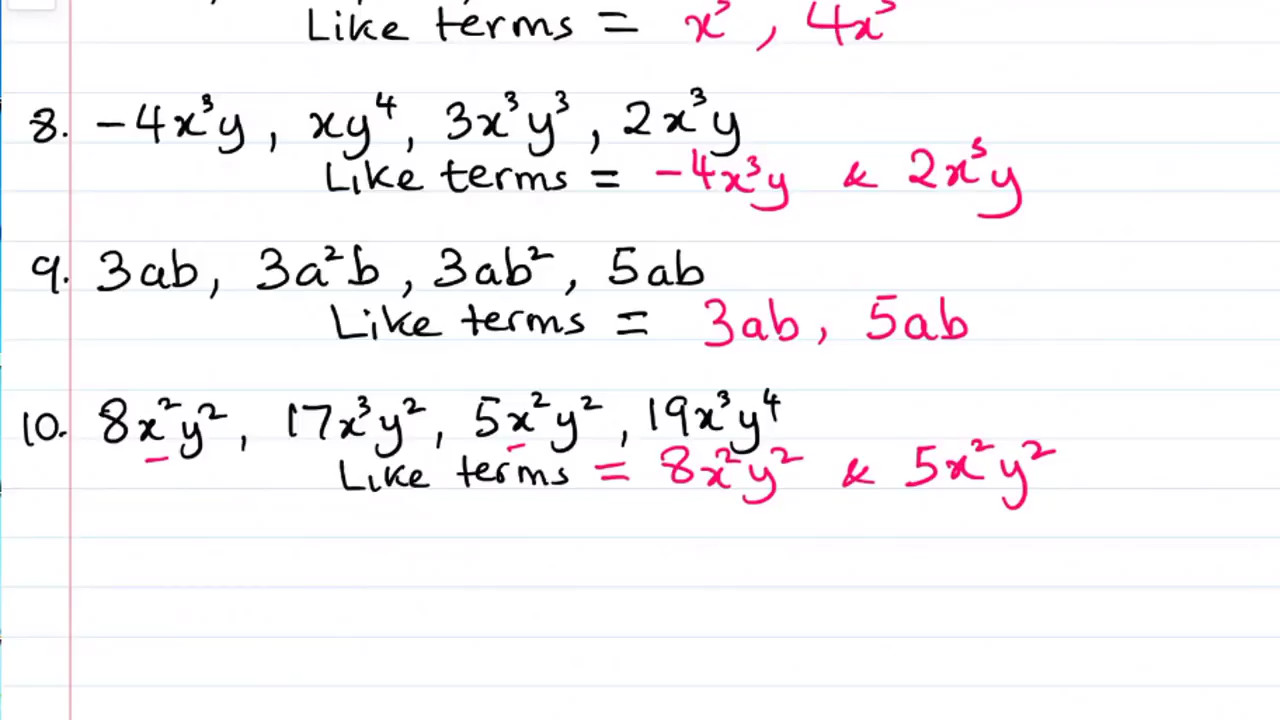 Like terms = x³, 4x³
8. -4x³y, xy⁴, 3x³y³, 2x³y
Like terms = -4x³y & 2x³y
9. 3ab, 3a²b, 3ab², 5ab
Like terms = 3ab, 5ab
10. 8x²y², 17x³y², 5x²y², 19x³y⁴
Like terms = 8x²y² & 5x²y²